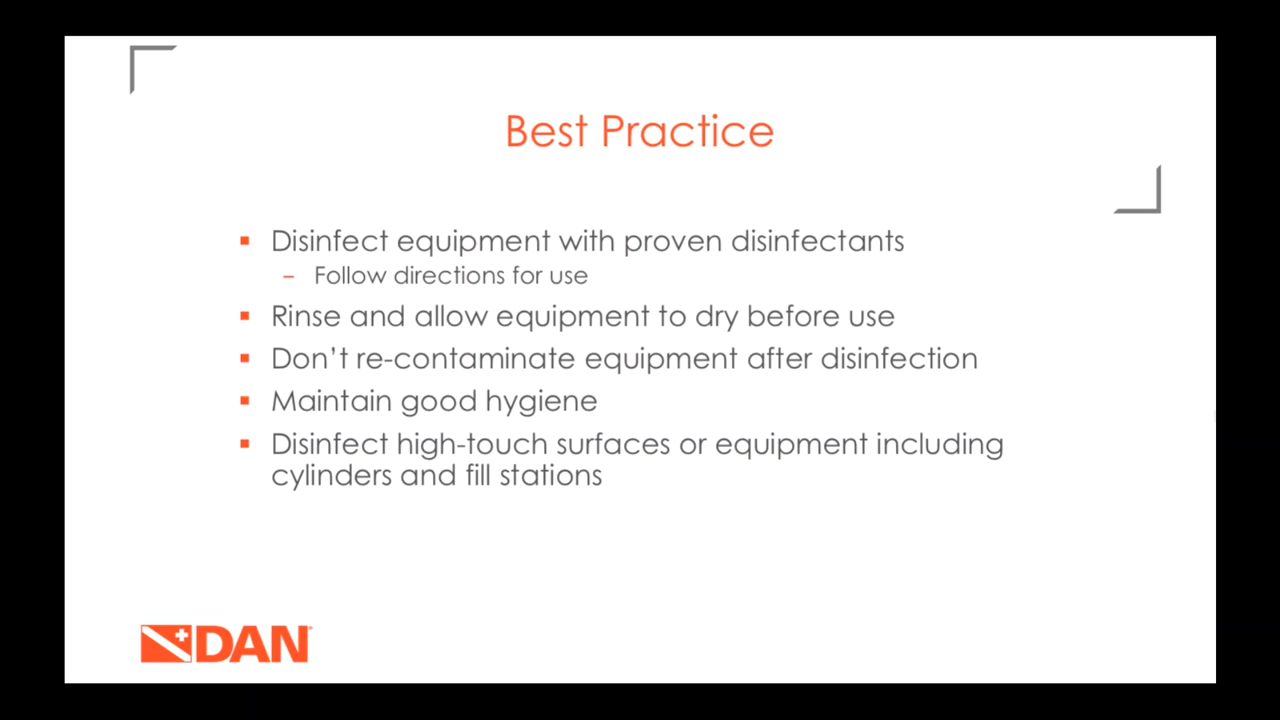 Best Practice
▪ Disinfect equipment with proven disinfectants
– Follow directions for use
▪ Rinse and allow equipment to dry before use
▪ Don’t re-contaminate equipment after disinfection
▪ Maintain good hygiene
▪ Disinfect high-touch surfaces or equipment including
cylinders and fill stations
DAN